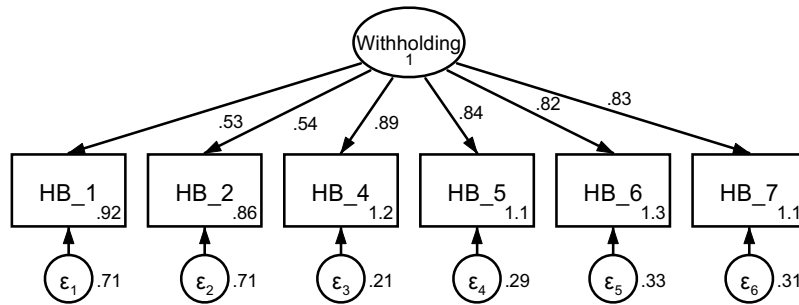 Withholding
1
.53
.54
.89
.84
.82
.83
HB_1
.92
HB_2
.86
HB_4
1.2
HB_5
1.1
HB_6
1.3
HB_7
1.1
ε1
.71
ε2
.71
ε3
.21
ε4
.29
ε5
.33
ε6
.31